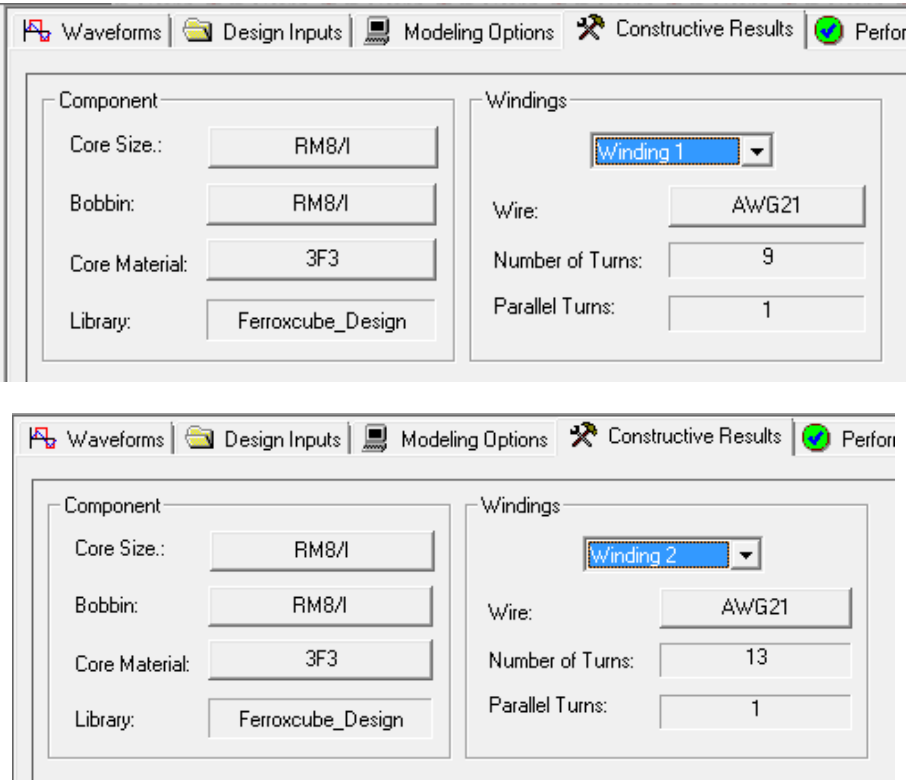 Waveforms Design Inputs Modeling Options Constructive Results Perfor
Component
Core Size.: RM8/I
Bobbin: RM8/I
Core Material: 3F3
Library: Ferroxcube_Design
Windings
Winding 1
Wire: AWG21
Number of Turns: 9
Parallel Turns: 1
Waveforms Design Inputs Modeling Options Constructive Results Perfor
Component
Core Size.: RM8/I
Bobbin: RM8/I
Core Material: 3F3
Library: Ferroxcube_Design
Windings
Winding 2
Wire: AWG21
Number of Turns: 13
Parallel Turns: 1